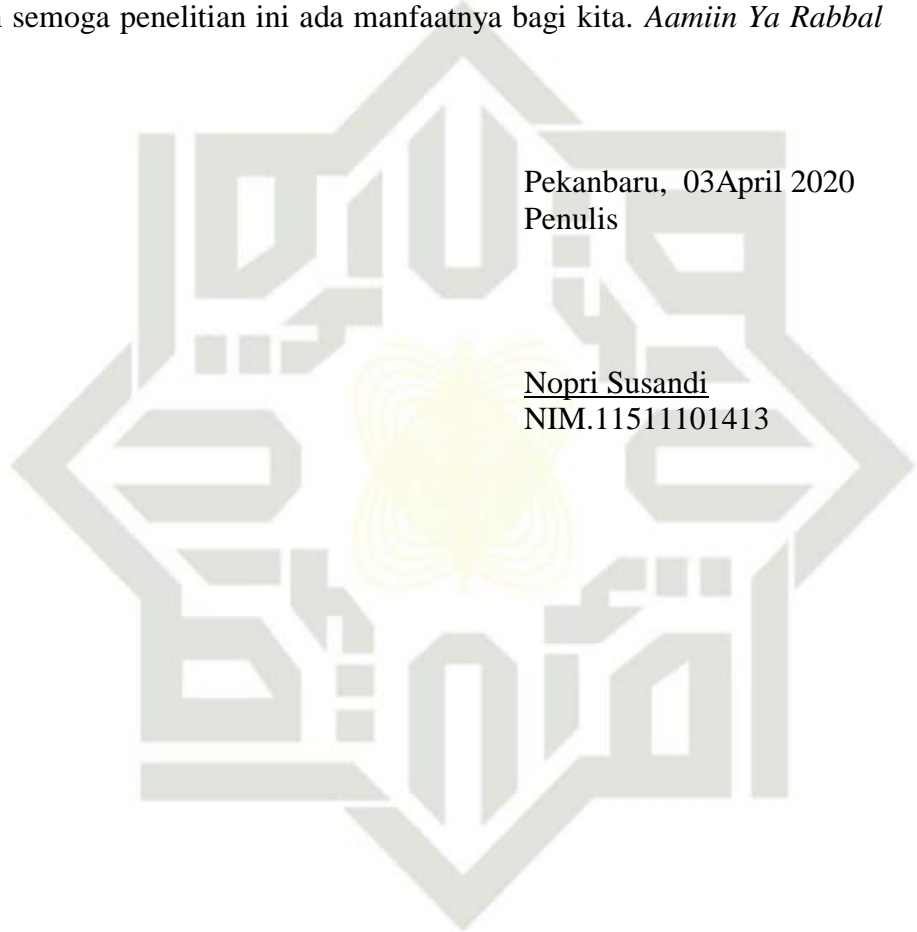 semoga penelitian ini ada manfaatnya bagi kita. Aamiin Ya Rabbal
Pekanbaru,  03April 2020
Penulis
Nopri Susandi
NIM.11511101413